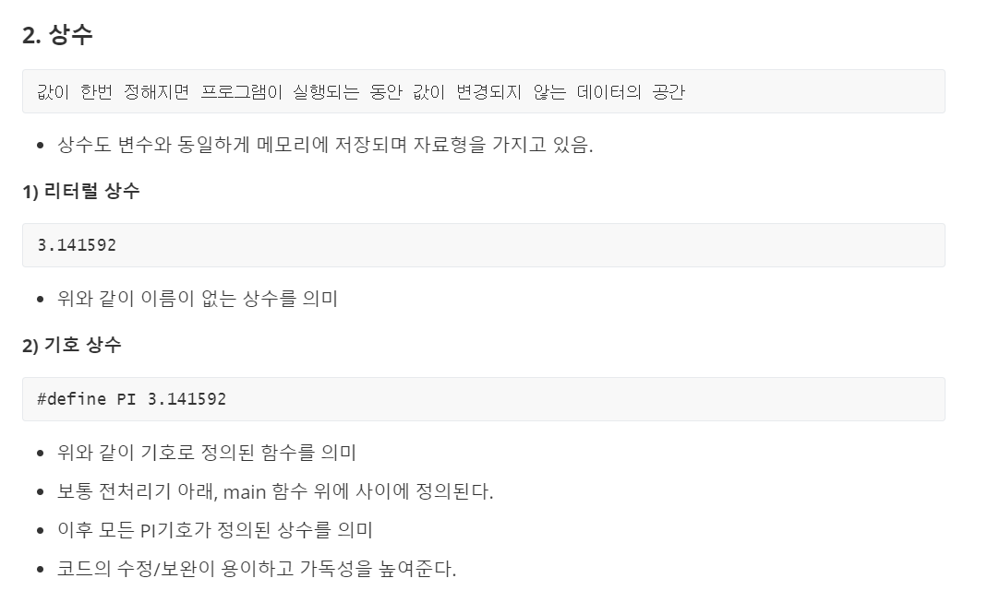 2. 상수
값이 한번 정해지면 프로그램이 실행되는 동안 값이 변경되지 않는 데이터의 공간
• 상수도 변수와 동일하게 메모리에 저장되며 자료형을 가지고 있음.
1) 리터럴 상수
3.141592
• 위와 같이 이름이 없는 상수를 의미
2) 기호 상수
#define PI 3.141592
• 위와 같이 기호로 정의된 함수를 의미
• 보통 전처리기 아래, main 함수 위에 사이에 정의된다.
• 이후 모든 PI기호가 정의된 상수를 의미
• 코드의 수정/보완이 용이하고 가독성을 높여준다.